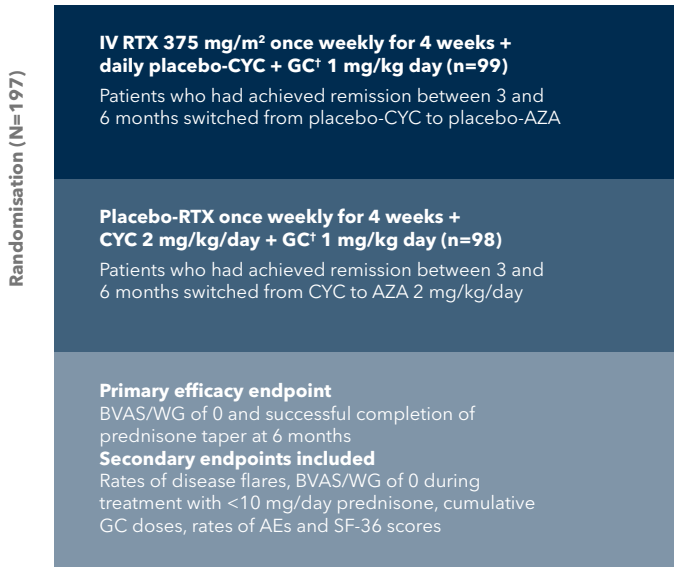 Randomisation (N=197)
IV RTX 375 mg/m² once weekly for 4 weeks +
daily placebo-CYC + GC† 1 mg/kg day (n=99)
Patients who had achieved remission between 3 and
6 months switched from placebo-CYC to placebo-AZA
Placebo-RTX once weekly for 4 weeks +
CYC 2 mg/kg/day + GC† 1 mg/kg day (n=98)
Patients who had achieved remission between 3 and
6 months switched from CYC to AZA 2 mg/kg/day
Primary efficacy endpoint
BVAS/WG of 0 and successful completion of
prednisone taper at 6 months
Secondary endpoints included
Rates of disease flares, BVAS/WG of 0 during
treatment with <10 mg/day prednisone, cumulative
GC doses, rates of AEs and SF-36 scores